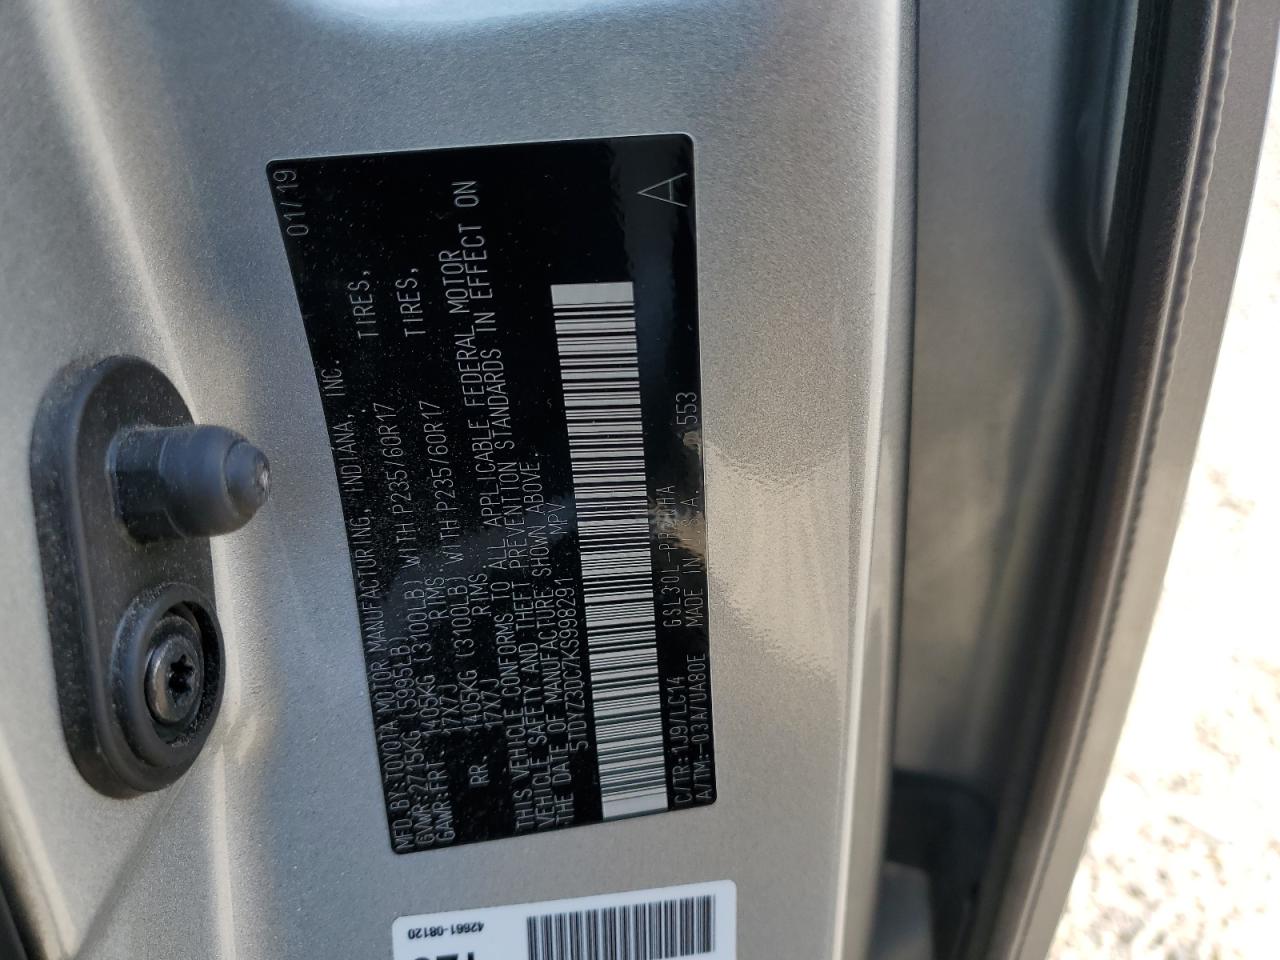 MFD.BY:TOYOTA MOTOR MANUFACTURING, INDIANA, INC. 01/19
GVWR:2715KG( 5995LB)
GAWR:FRT. 1405KG (3100LB) WITH P235/60R17 TIRES,
17X7J RIMS.
RR. 1405KG (3100LB) WITH P235/60R17 TIRES,
17X7J RIMS.
THIS VEHICLE CONFORMS TO ALL APPLICABLE FEDERAL MOTOR
VEHICLE SAFETY AND THEFT PREVENTION STANDARDS IN EFFECT ON
THE DATE OF MANUFACTURE SHOWN ABOVE.
5TDYZ3DC7KS998291 MPV
A
C/TR:1J9/LC14 GSL30L-PRSHA 553
A/TM:-03A/UA80E MADE IN U.S.A.
42661-08120